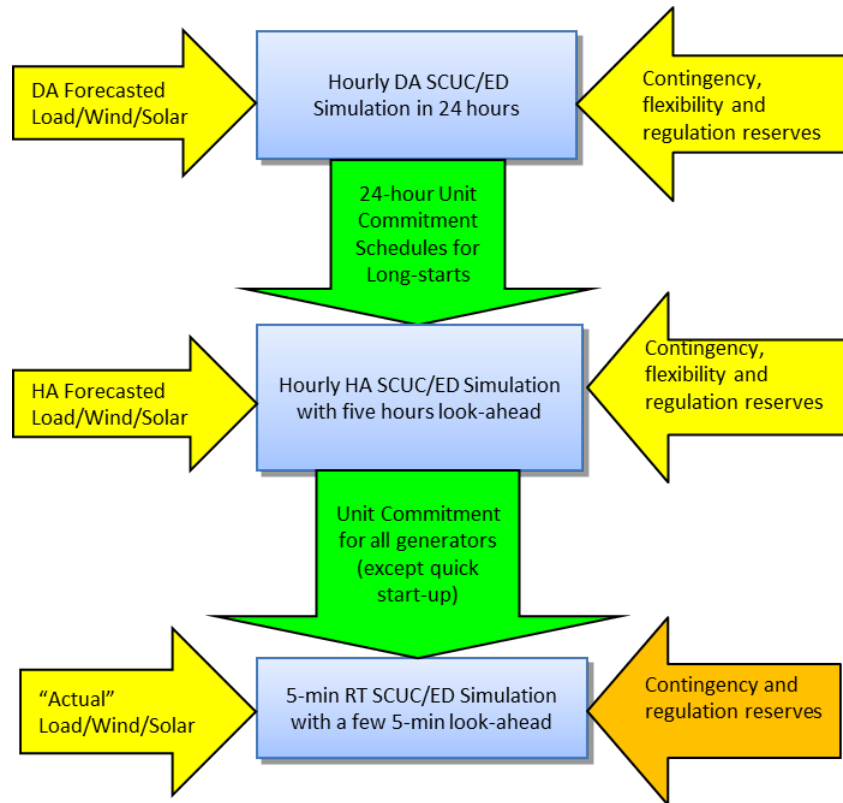 DA Forecasted
Load/Wind/Solar
Hourly DA SCUC/ED
Simulation in 24 hours
Contingency,
flexibility and
regulation reserves
24-hour Unit
Commitment
Schedules for
Long-starts
HA Forecasted
Load/Wind/Solar
Hourly HA SCUC/ED Simulation
with five hours look-ahead
Contingency,
flexibility and
regulation reserves
Unit Commitment
for all generators
(except quick
start-up)
“Actual”
Load/Wind/Solar
5-min RT SCUC/ED Simulation
with a few 5-min look-ahead
Contingency and
regulation reserves